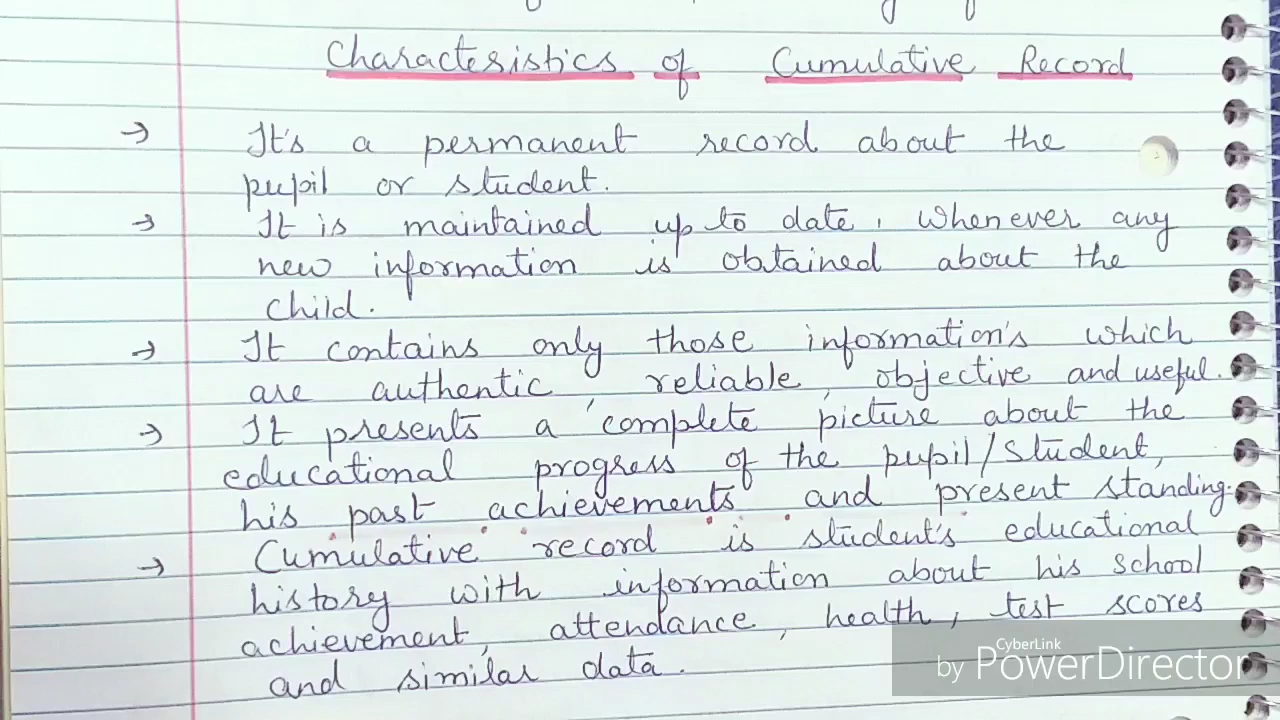 Characteristics of Cumulative Record
→ It's a permanent record about the
pupil or student.
→ It is maintained up to date, whenever any
new information is obtained about the
child.
→ It contains only those information's which
are authentic, reliable, objective and useful.
→ It presents a complete picture about the
educational progress of the pupil/student,
his past achievements and present standing.
→ Cumulative record is student's educational
history with information about his school
achievement, attendance, health, test scores
and similar data.
CyberLink
by PowerDirector